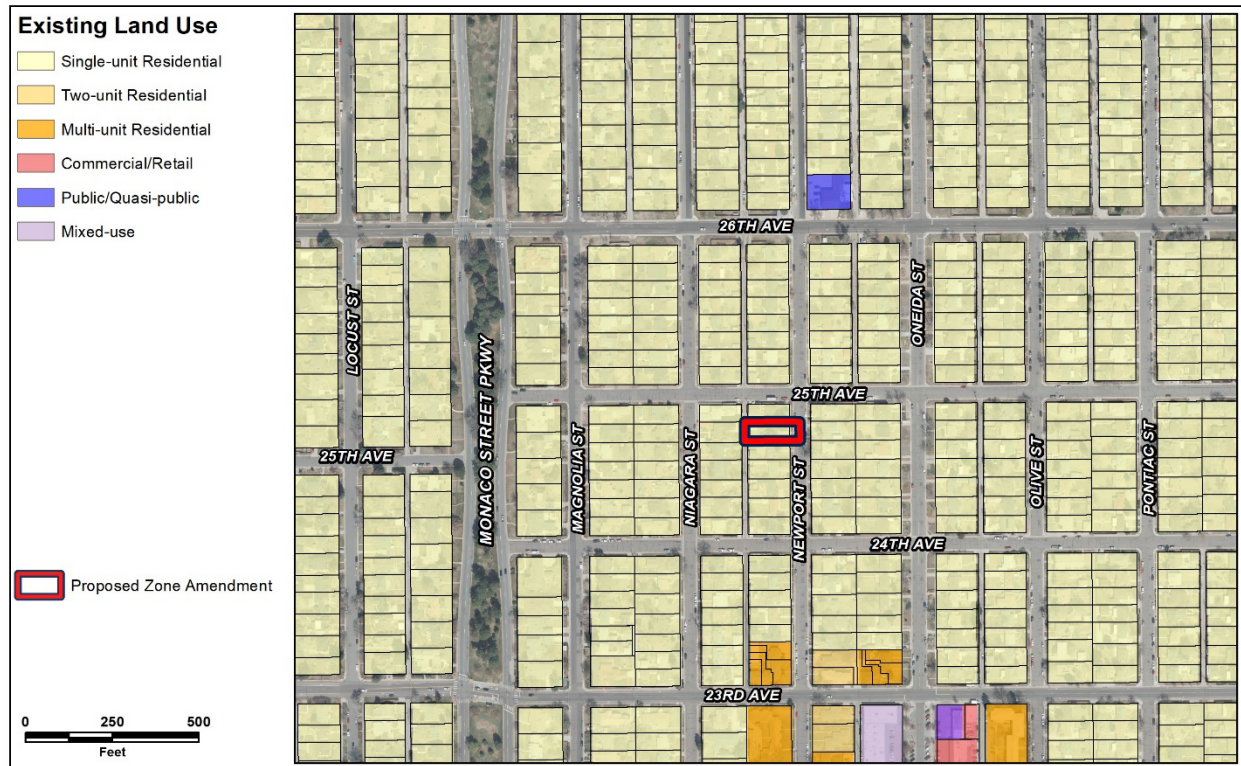 Existing Land Use
Single-unit Residential
Two-unit Residential
Multi-unit Residential
Commercial/Retail
Public/Quasi-public
Mixed-use
Proposed Zone Amendment
0 250 500
Feet
26TH AVE
LOCUST ST
MONACO STREET PKWY
ONEIDA ST
25TH AVE
25TH AVE
MAGNOLIA ST
NIAGARA ST
NEWPORT ST
OLIVE ST
PONTIAC ST
24TH AVE
23RD AVE